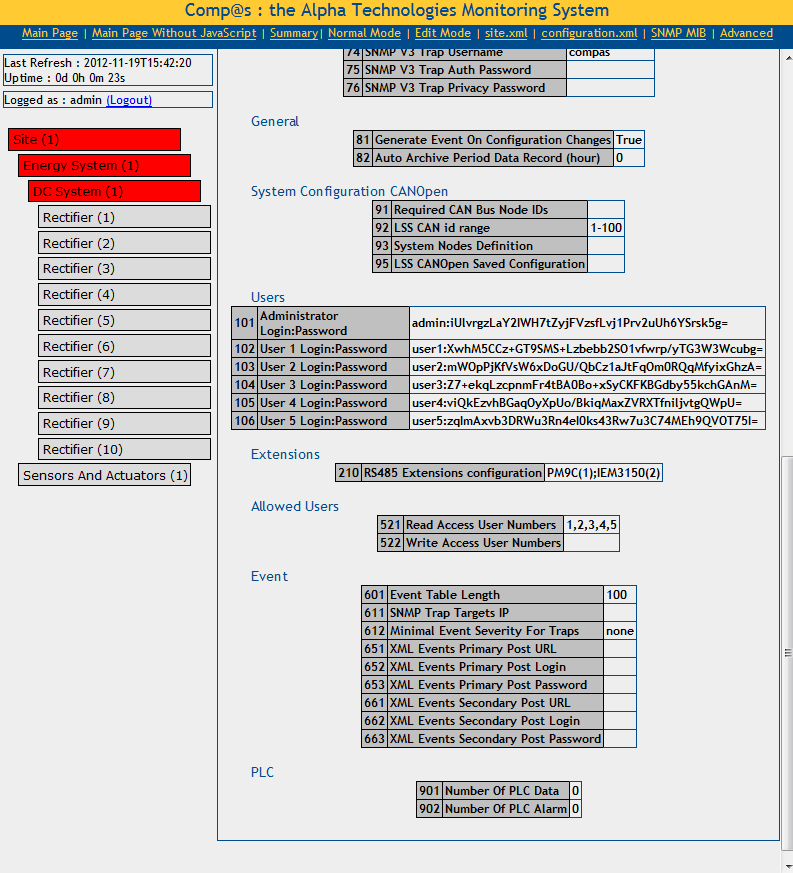 Comp@s : the Alpha Technologies Monitoring System
Main Page | Main Page Without JavaScript | Summary| Normal Mode | Edit Mode | site.xml | configuration.xml | SNMP MIB | Advanced
Last Refresh : 2012-11-19T15:42:20
Uptime : 0d 0h 0m 23s
Logged as : admin (Logout)
Site (1)
Energy System (1)
DC System (1)
Rectifier (1)
Rectifier (2)
Rectifier (3)
Rectifier (4)
Rectifier (5)
Rectifier (6)
Rectifier (7)
Rectifier (8)
Rectifier (9)
Rectifier (10)
Sensors And Actuators (1)
74 SNMP V3 Trap Username compas
75 SNMP V3 Trap Auth Password
76 SNMP V3 Trap Privacy Password
General
81 Generate Event On Configuration Changes True
82 Auto Archive Period Data Record (hour) 0
System Configuration CANOpen
91 Required CAN Bus Node IDs
92 LSS CAN id range 1-100
93 System Nodes Definition
95 LSS CANOpen Saved Configuration
Users
101 Administrator Login:Password admin:iUIvrgzLaY2IWH7tZyjFVzsfLvj1Prv2uUh6YSrsk5g=
102 User 1 Login:Password user1:XwhM5CCz+GT9SMS+Lzbebb2SO1vfwrp/yTG3W3Wcubg=
103 User 2 Login:Password user2:mWOpPjKfVsW6xDoGU/QbCz1aJtFqOm0RQqMfyixGhzA=
104 User 3 Login:Password user3:Z7+ekqLzcpnmFr4tBA0Bo+xSyCKFKBGdby55kchGAnM=
105 User 4 Login:Password user4:viQkEzvhBGaqOyXpUo/BkiqMaxZVRXTfniljvtgQWpU=
106 User 5 Login:Password user5:zqlmAxvb3DRWu3Rn4eI0ks43Rw7u3C74MEh9QVOT75I=
Extensions
210 RS485 Extensions configuration PM9C(1);IEM3150(2)
Allowed Users
521 Read Access User Numbers 1,2,3,4,5
522 Write Access User Numbers
Event
601 Event Table Length 100
611 SNMP Trap Targets IP
612 Minimal Event Severity For Traps none
651 XML Events Primary Post URL
652 XML Events Primary Post Login
653 XML Events Primary Post Password
661 XML Events Secondary Post URL
662 XML Events Secondary Post Login
663 XML Events Secondary Post Password
PLC
901 Number Of PLC Data 0
902 Number Of PLC Alarm 0